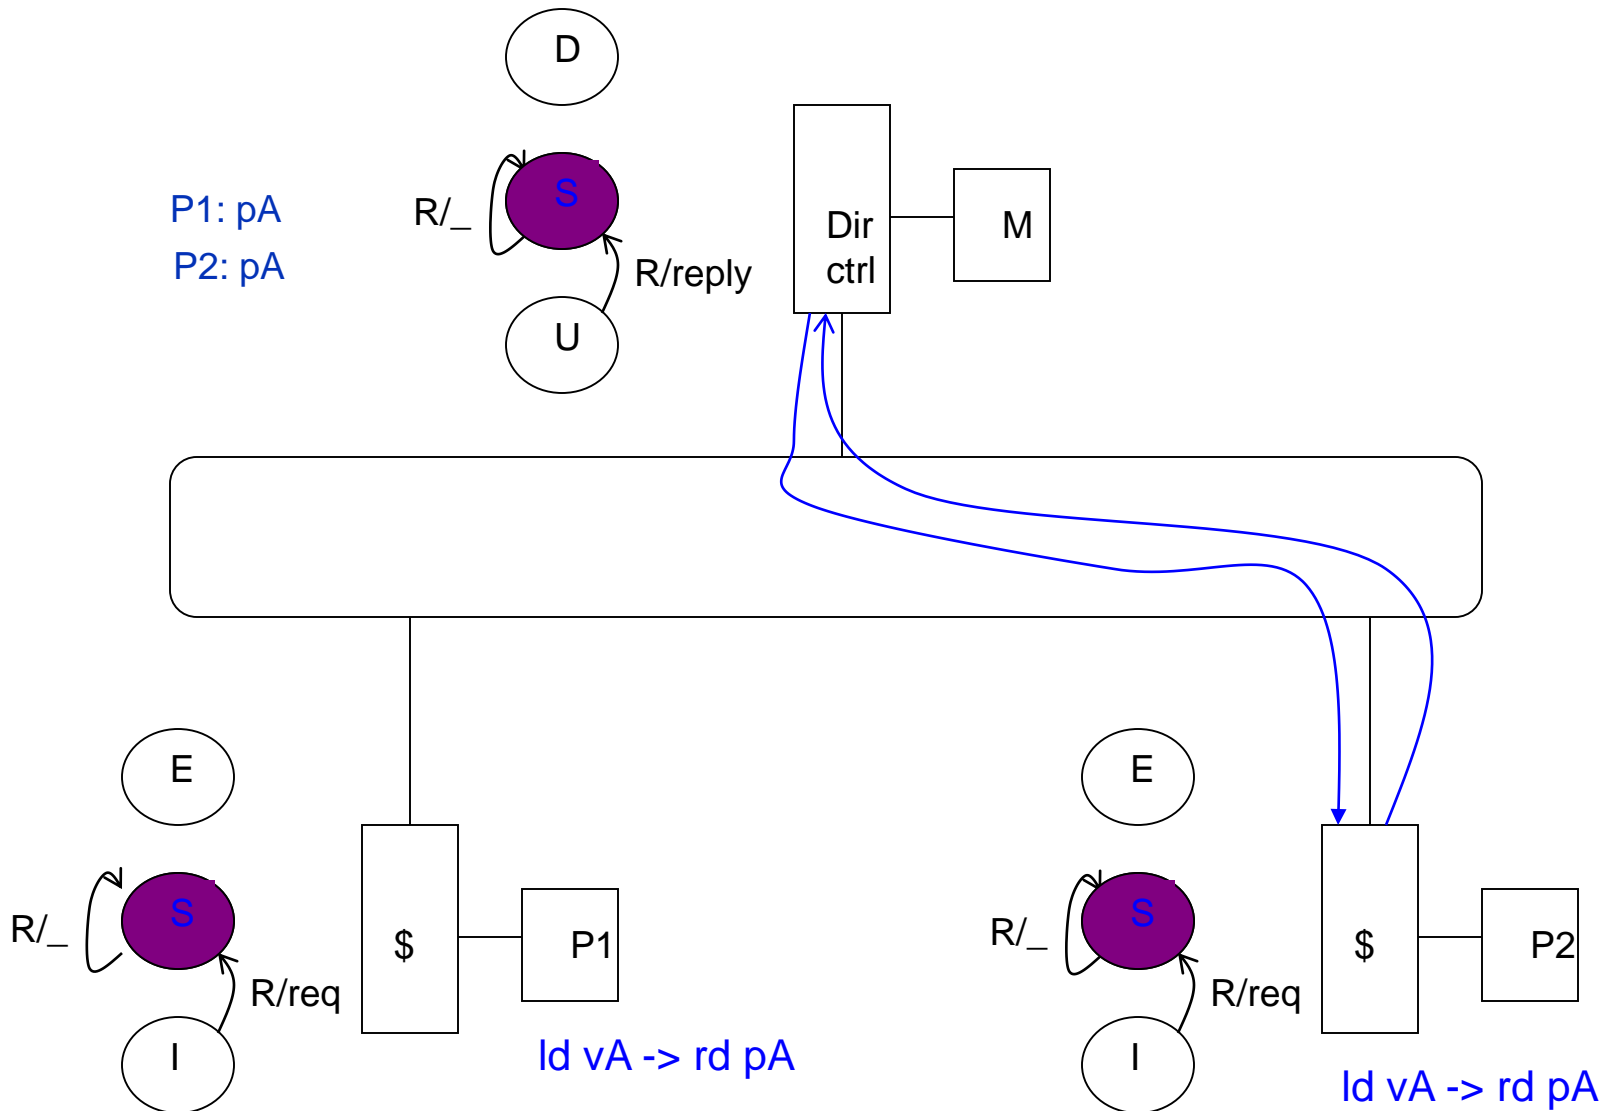 D
S
P1: pA
R/_
P2: pA
Dir
ctrl
M
R/reply
U
E
E
S
S
R/_
R/_
$
P1
$
P2
R/req
R/req
I
I
ld vA -> rd pA
ld vA -> rd pA